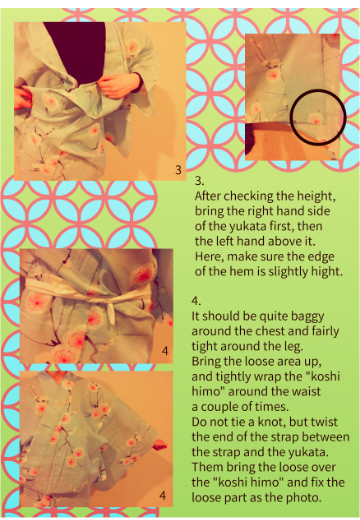 3
3.
After checking the height,
bring the right hand side
of the yukata first, then
the left hand above it.
Here, make sure the edge
of the hem is slightly hight.
4
4.
It should be quite baggy
around the chest and fairly
tight around the leg.
Bring the loose area up,
and tightly wrap the "koshi
himo" around the waist
a couple of times.
Do not tie a knot, but twist
the end of the strap between
the strap and the yukata.
Them bring the loose over
the "koshi himo" and fix the
loose part as the photo.
4